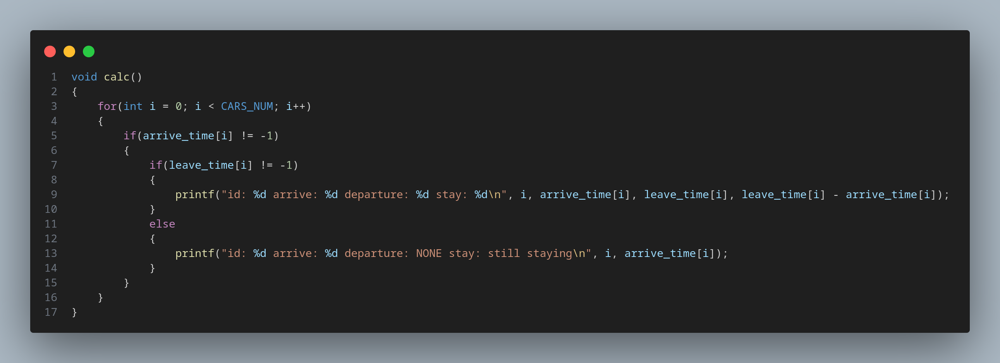 1 void calc()
2 {
3     for(int i = 0; i < CARS_NUM; i++)
4     {
5         if(arrive_time[i] != -1)
6         {
7             if(leave_time[i] != -1)
8             {
9                 printf("id: %d arrive: %d departure: %d stay: %d\n", i, arrive_time[i], leave_time[i], leave_time[i] - arrive_time[i]);
10             }
11             else
12             {
13                 printf("id: %d arrive: %d departure: NONE stay: still staying\n", i, arrive_time[i]);
14             }
15         }
16     }
17 }